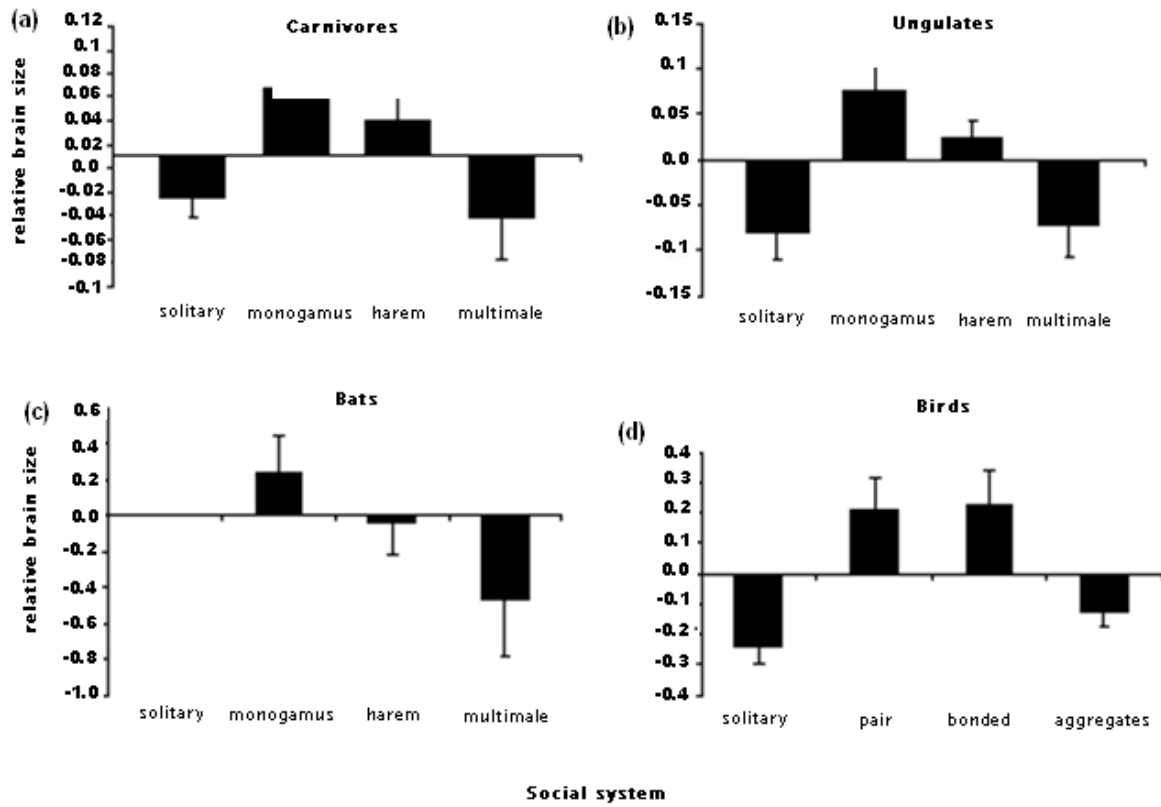 (a)
Carnivores
relative brain size
0.12
0.1
0.08
0.06
0.04
0.02
0.0
-0.02
-0.04
-0.06
-0.08
-0.1
solitary monogamus harem multimale
(b)
Ungulates
0.15
0.1
0.05
0.0
-0.05
-0.1
-0.15
solitary monogamus harem multimale
(c)
Bats
relative brain size
0.6
0.4
0.2
0.0
-0.2
-0.4
-0.6
-0.8
-1.0
solitary monogamus harem multimale
(d)
Birds
0.4
0.3
0.2
0.1
0.0
-0.1
-0.2
-0.3
-0.4
solitary pair bonded aggregates
Social system